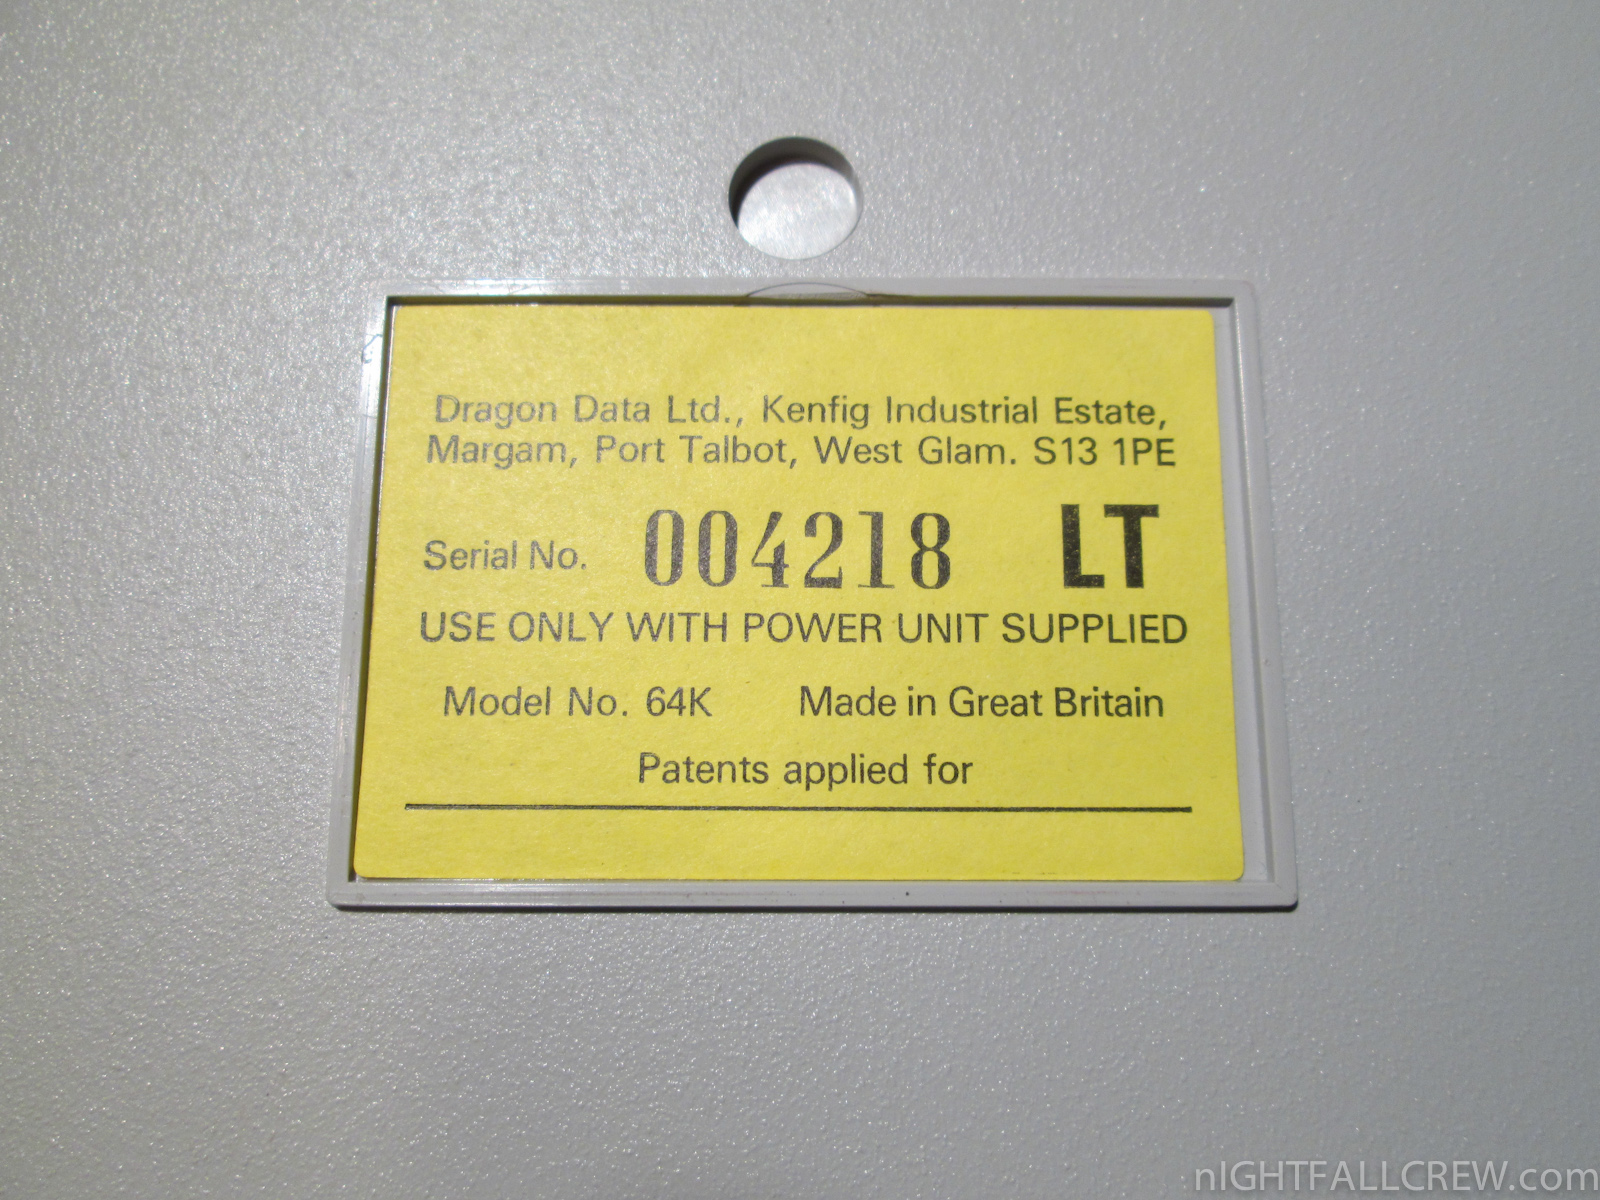 Dragon Data Ltd., Kenfig Industrial Estate,
Margam, Port Talbot, West Glam. S13 1PE
Serial No. 004218 LT
USE ONLY WITH POWER UNIT SUPPLIED
Model No. 64K Made in Great Britain
Patents applied for
nIGHTFALLCREW.com